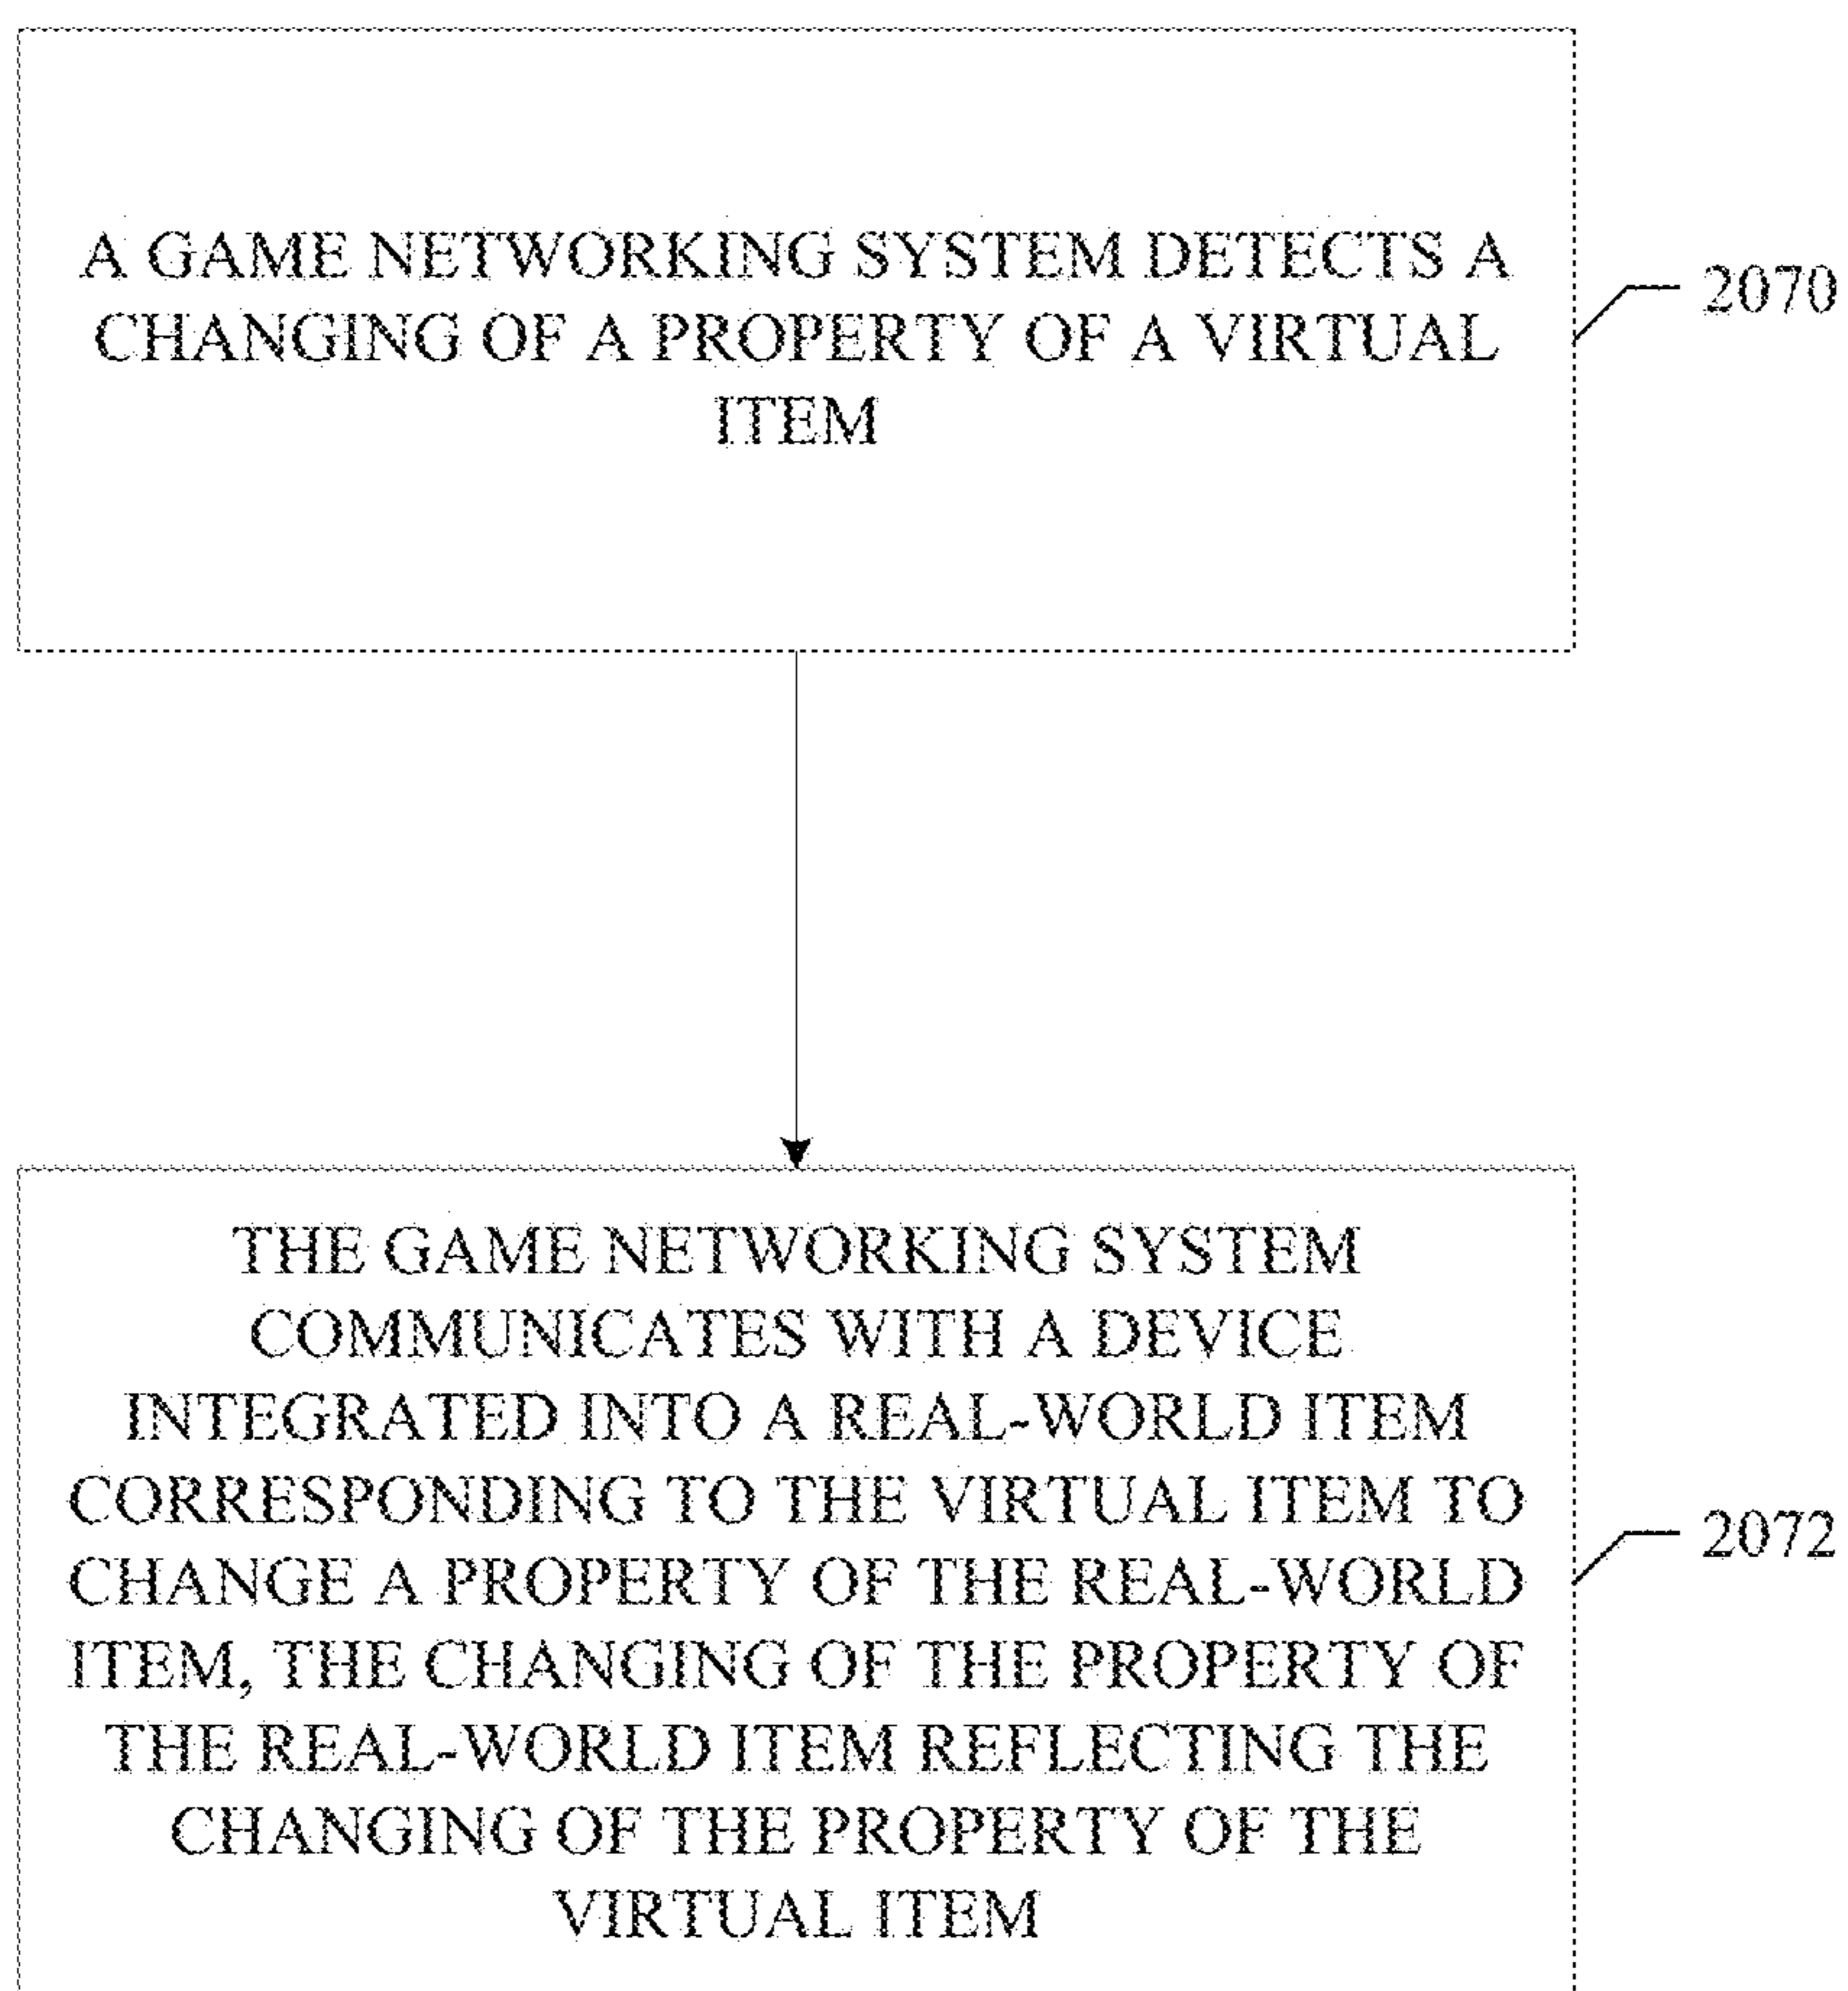 A GAME NETWORKING SYSTEM DETECTS A
CHANGING OF A PROPERTY OF A VIRTUAL
ITEM
2070
THE GAME NETWORKING SYSTEM
COMMUNICATES WITH A DEVICE
INTEGRATED INTO A REAL-WORLD ITEM
CORRESPONDING TO THE VIRTUAL ITEM TO
CHANGE A PROPERTY OF THE REAL-WORLD
ITEM, THE CHANGING OF THE PROPERTY OF
THE REAL-WORLD ITEM REFLECTING THE
CHANGING OF THE PROPERTY OF THE
VIRTUAL ITEM
2072